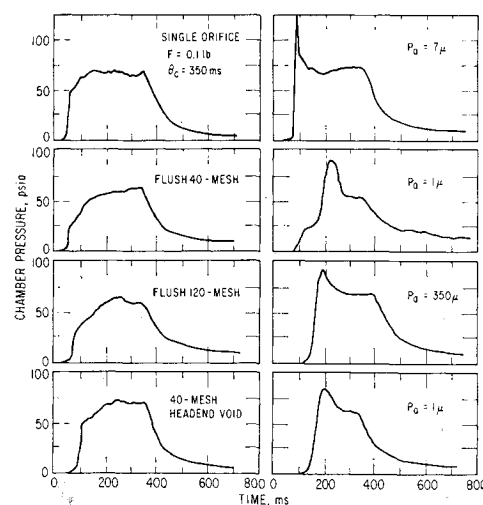 SINGLE ORIFICE
F = 0.1 lb
θc = 350 ms
Pa = 7μ
FLUSH 40-MESH
Pa = 1μ
FLUSH 120-MESH
Pa = 350μ
40-MESH
HEADEND VOID
Pa = 1μ
CHAMBER PRESSURE, psia
100
50
0
100
50
0
100
50
0
100
50
0
0 200 400 600 800
200 400 600 800
TIME, ms